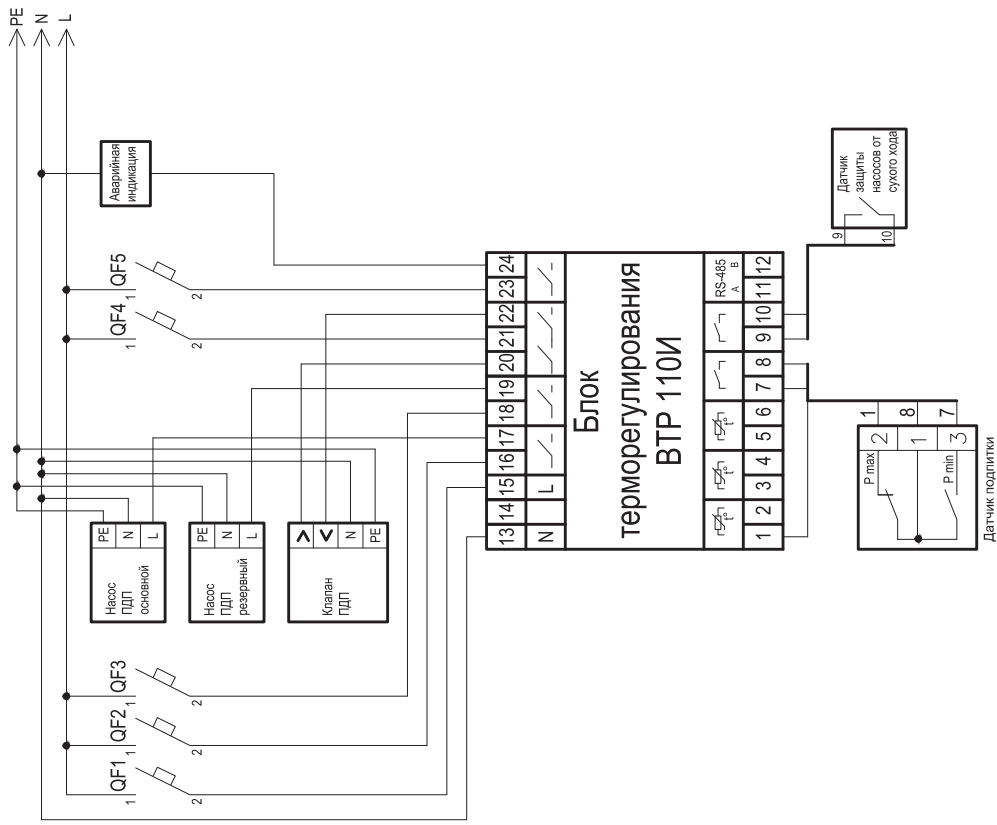 PE
N
L
Аварийная
индикация
QF5
1
2
QF4
1
2
Насос
ПДП
основной
PE
N
L
Насос
ПДП
резервный
PE
N
L
Клапан
ПДП
N
PE
QF3
1
2
QF2
1
2
QF1
1
2
13 14 15 16 17 18 19 20 21 22 23 24
N L
Блок
терморегулирования
ВТР 110И
t° t° t° RS-485
A B
1 2 3 4 5 6 7 8 9 10 11 12
Датчик
защиты
насосов от
сухого хода
9
10
1
8
7
2
1
3
P max
P min
Датчик подпитки